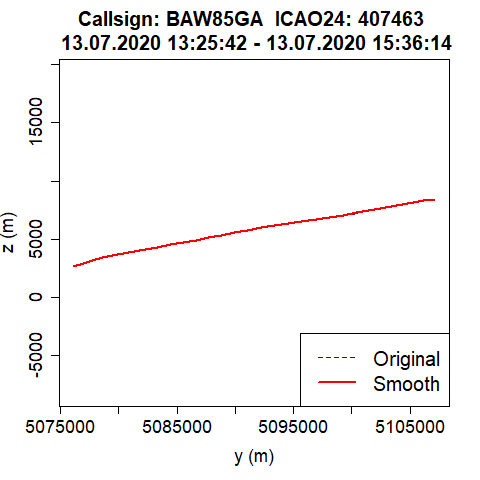 Callsign: BAW85GA  ICAO24: 407463
13.07.2020 13:25:42 - 13.07.2020 15:36:14
z (m)
15000
5000
0
-5000
Original
Smooth
5075000 5085000 5095000 5105000
y (m)